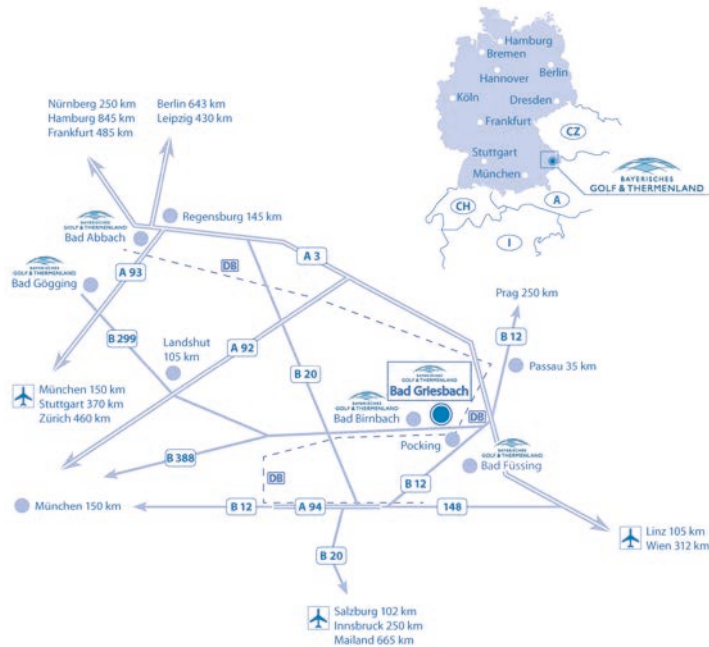 Hamburg
Bremen
Hannover
Berlin
Köln
Dresden
Frankfurt
CZ
Stuttgart
München
BAYERISCHES
GOLF & THERMENLAND
CH
A
I
Nürnberg 250 km
Hamburg 845 km
Frankfurt 485 km
Berlin 643 km
Leipzig 430 km
Regensburg 145 km
BAYERISCHES
GOLF & THERMENLAND
Bad Abbach
A 3
BAYERISCHES
GOLF & THERMENLAND
Bad Gögging
A 93
DB
Prag 250 km
B 299
Landshut
105 km
A 92
B 12
B 20
Passau 35 km
BAYERISCHES
GOLF & THERMENLAND
Bad Griesbach
München 150 km
Stuttgart 370 km
Zürich 460 km
BAYERISCHES
GOLF & THERMENLAND
Bad Birnbach
DB
Pocking
BAYERISCHES
GOLF & THERMENLAND
Bad Füssing
B 388
DB
B 12
München 150 km
B 12
A 94
148
Linz 105 km
Wien 312 km
B 20
Salzburg 102 km
Innsbruck 250 km
Mailand 665 km